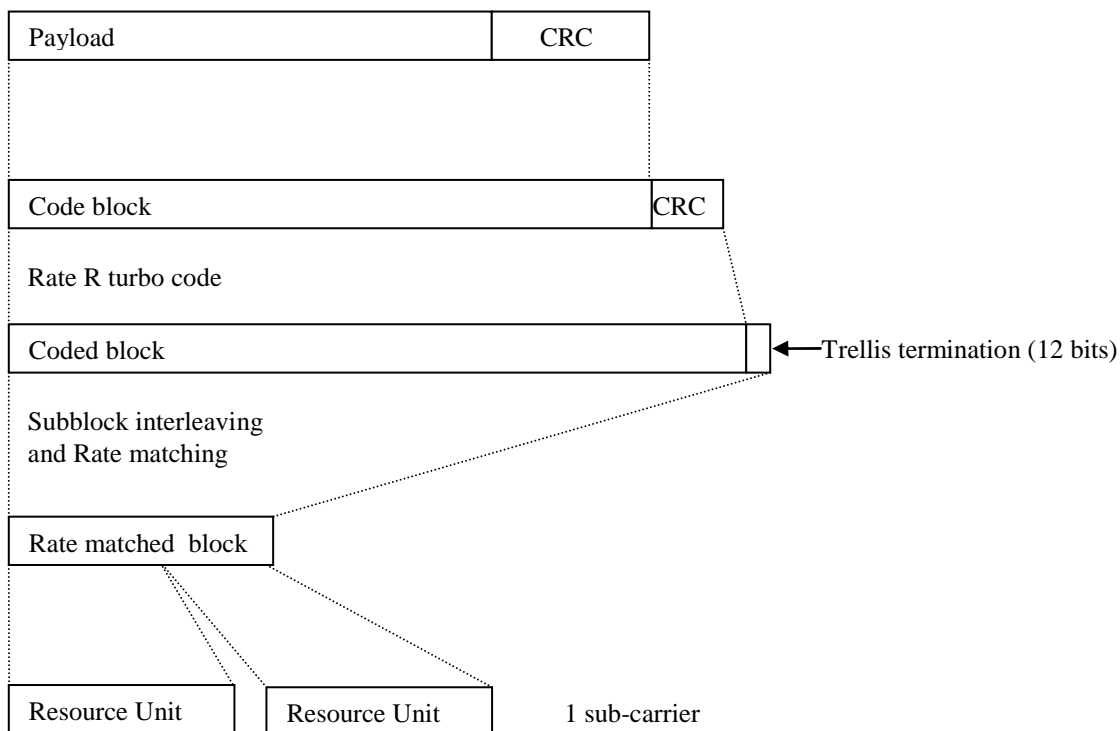 Payload CRC
Code block CRC
Rate R turbo code
Coded block Trellis termination (12 bits)
Subblock interleaving
and Rate matching
Rate matched block
Resource Unit Resource Unit 1 sub-carrier